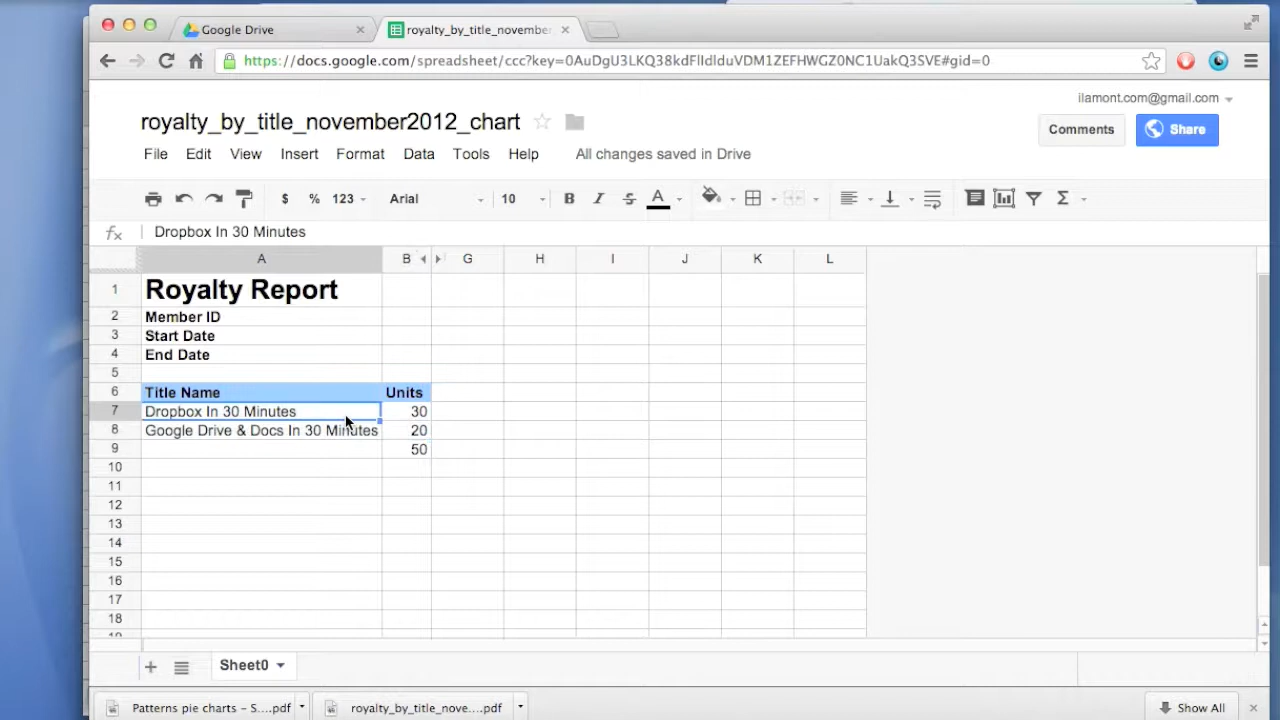 Google Drive
royalty_by_title_novembe
https://docs.google.com/spreadsheet/ccc?key=0AuDgU3LKQ38kdFlIdlduVDM1ZEFHWGZ0NC1UakQ3SVE#gid=0
ilamont.com@gmail.com
royalty_by_title_november2012_chart
Comments
Share
File Edit View Insert Format Data Tools Help All changes saved in Drive
$ % 123 Arial 10 B I S A Σ
fx Dropbox In 30 Minutes
A B G H I J K L
1 Royalty Report
2 Member ID
3 Start Date
4 End Date
5
6 Title Name Units
7 Dropbox In 30 Minutes 30
8 Google Drive & Docs In 30 Minutes 20
9 50
10
11
12
13
14
15
16
17
18
19
+ Sheet0
Patterns pie charts – S....pdf royalty_by_title_nove....pdf Show All